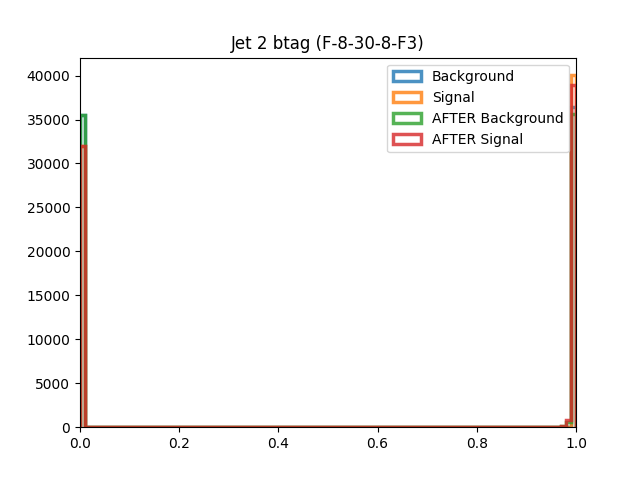 Jet 2 btag (F-8-30-8-F3)
40000
35000
30000
25000
20000
15000
10000
5000
0
0.0 0.2 0.4 0.6 0.8 1.0
Background
Signal
AFTER Background
AFTER Signal